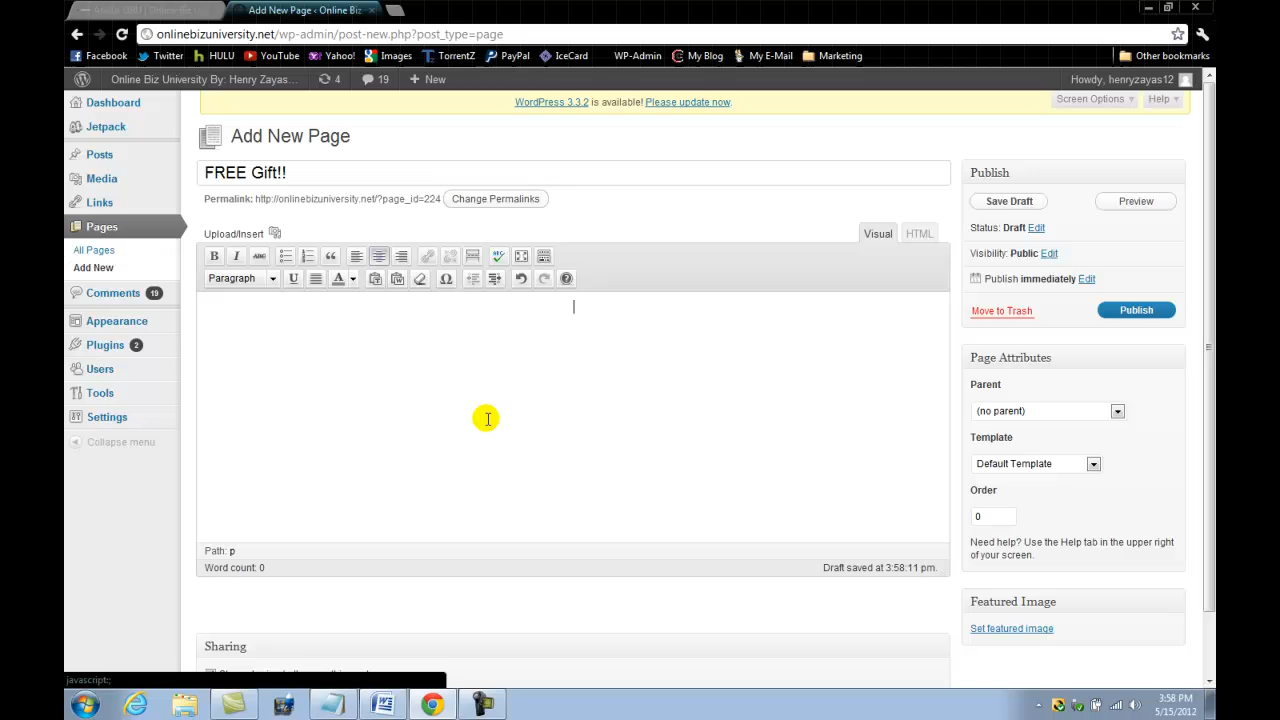 Add New Page ‹ Online Biz
onlinebizuniversity.net/wp-admin/post-new.php?post_type=page
Facebook Twitter HULU YouTube Yahoo! Images TorrentZ PayPal IceCard WP-Admin My Blog My E-Mail Marketing Other bookmarks
Online Biz University By: Henry Zayas... 4 19 + New Howdy, henryzayas12
WordPress 3.3.2 is available! Please update now.
Screen Options Help
Dashboard
Jetpack
Posts
Media
Links
Pages
All Pages
Add New
Comments 19
Appearance
Plugins 2
Users
Tools
Settings
Collapse menu
Add New Page
FREE Gift!!
Permalink: http://onlinebizuniversity.net/?page_id=224 Change Permalinks
Upload/Insert
Visual HTML
B I ABC
Paragraph U A Ω
Path: p
Word count: 0 Draft saved at 3:58:11 pm.
Sharing
Publish
Save Draft Preview
Status: Draft Edit
Visibility: Public Edit
Publish immediately Edit
Move to Trash Publish
Page Attributes
Parent
(no parent)
Template
Default Template
Order
0
Need help? Use the Help tab in the upper right
of your screen.
Featured Image
Set featured image
javascript:;
3:58 PM
5/15/2012